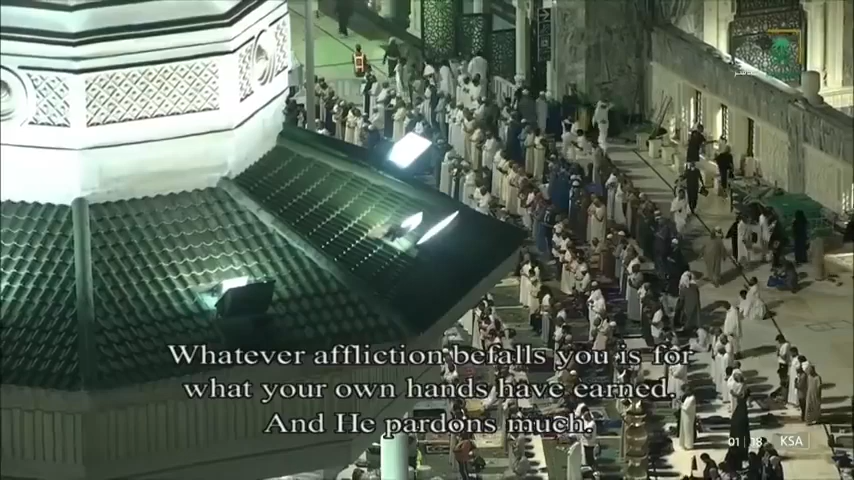 مباشر
Whatever affliction befalls you is for
what your own hands have earned.
And He pardons much.
01 18 KSA